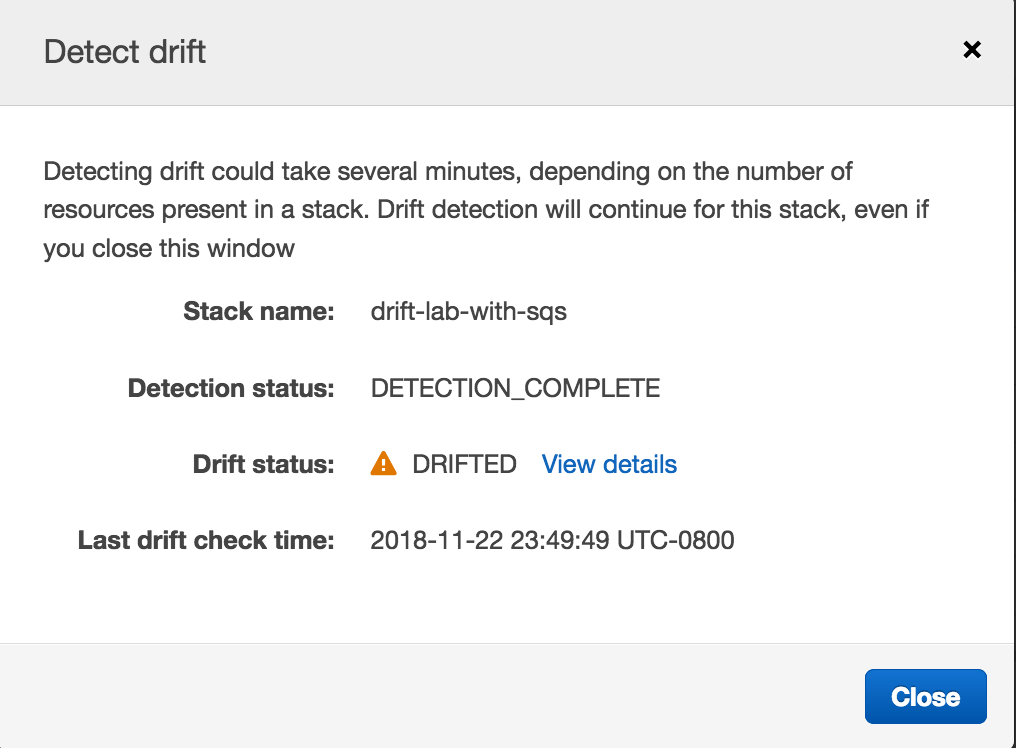 Detect drift
Detecting drift could take several minutes, depending on the number of
resources present in a stack. Drift detection will continue for this stack, even if
you close this window
Stack name: drift-lab-with-sqs
Detection status: DETECTION_COMPLETE
Drift status: DRIFTED View details
Last drift check time: 2018-11-22 23:49:49 UTC-0800
Close